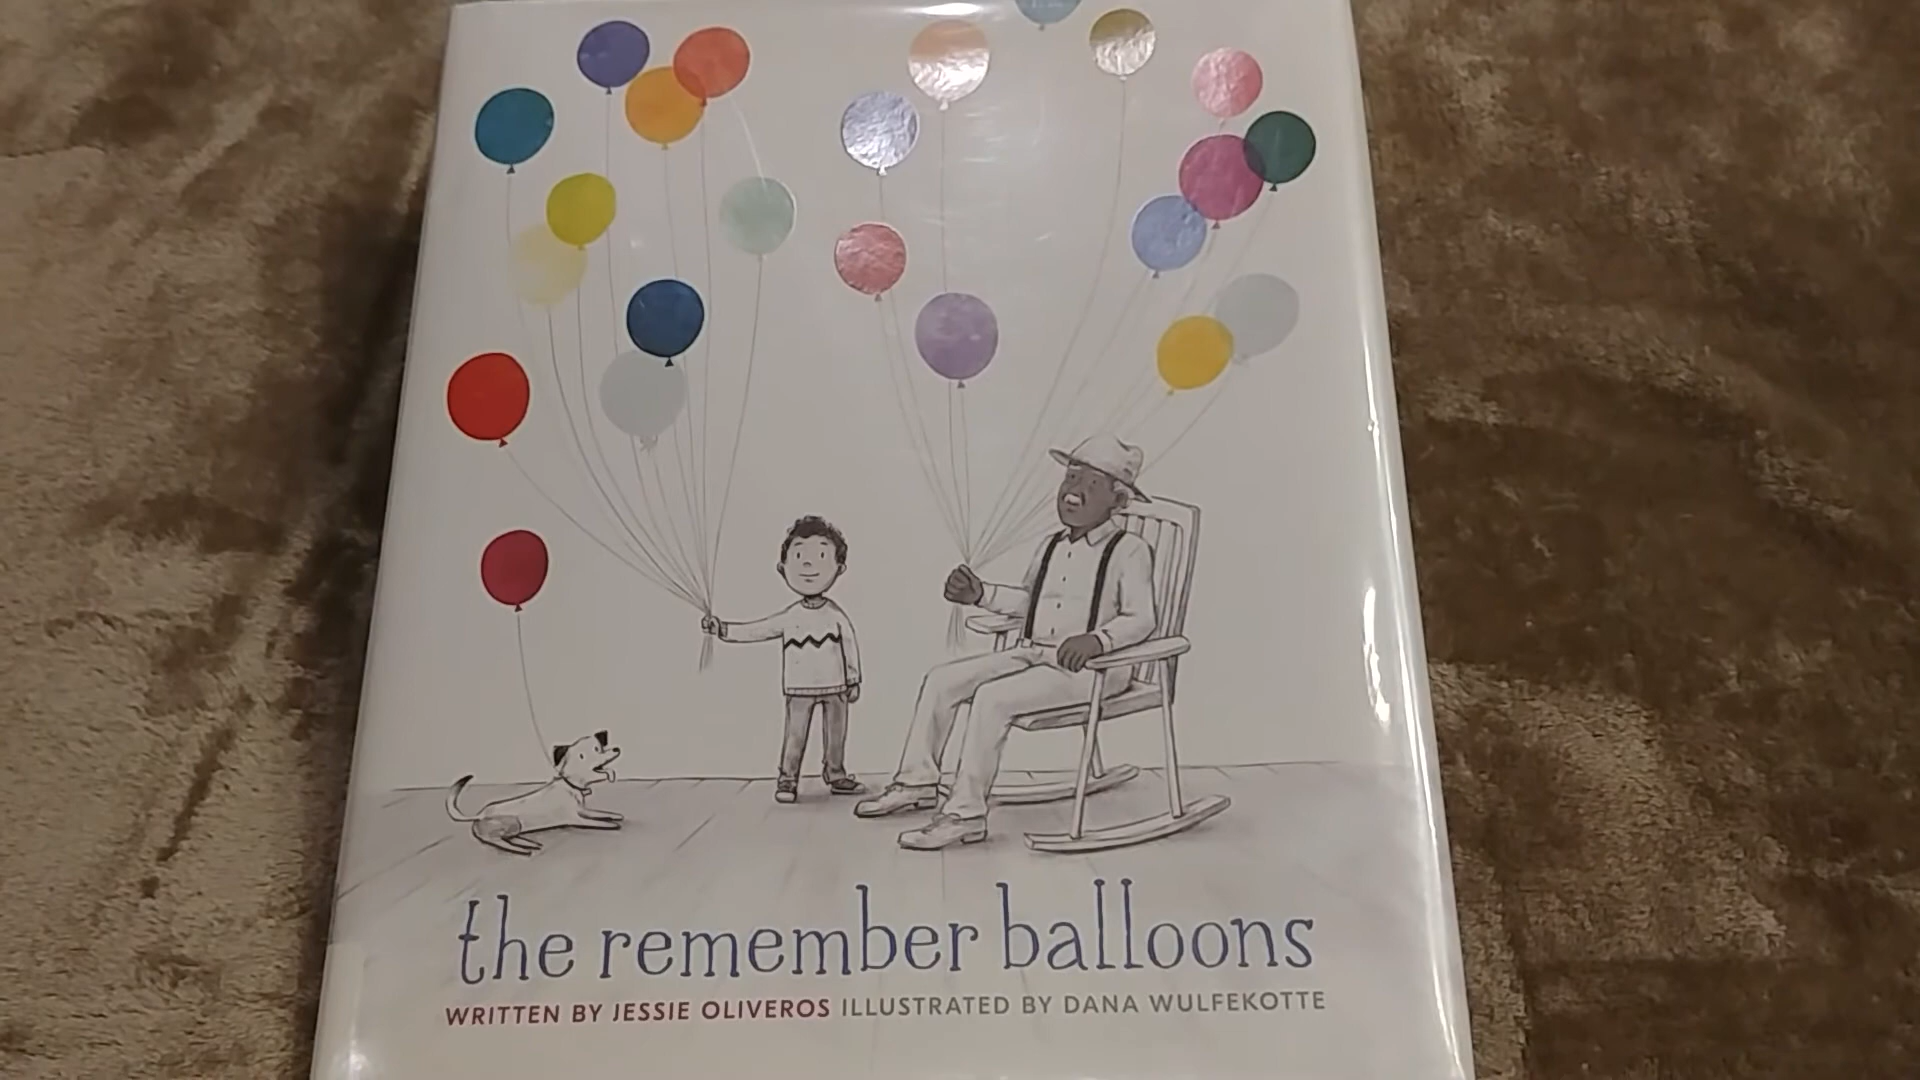 the remember balloons
WRITTEN BY JESSIE OLIVEROS ILLUSTRATED BY DANA WULFEKOTTE